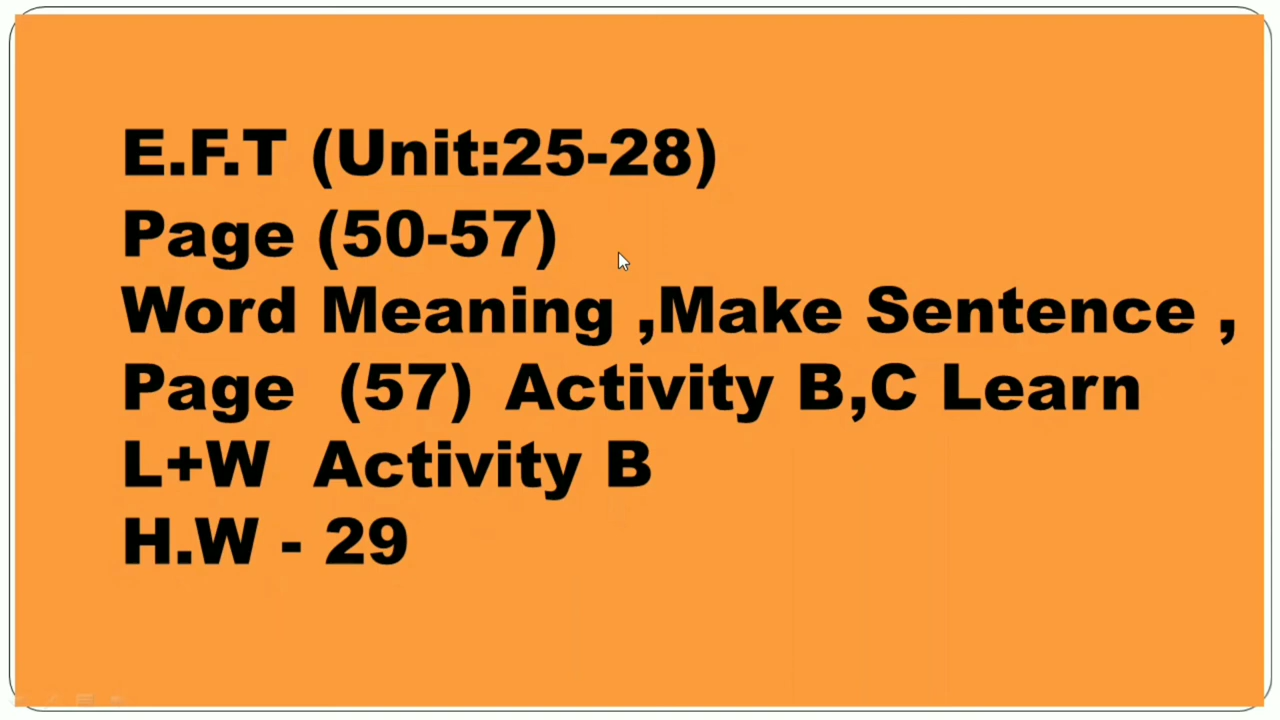 E.F.T (Unit:25-28)
Page (50-57)
Word Meaning ,Make Sentence ,
Page (57) Activity B,C Learn
L+W Activity B
H.W - 29